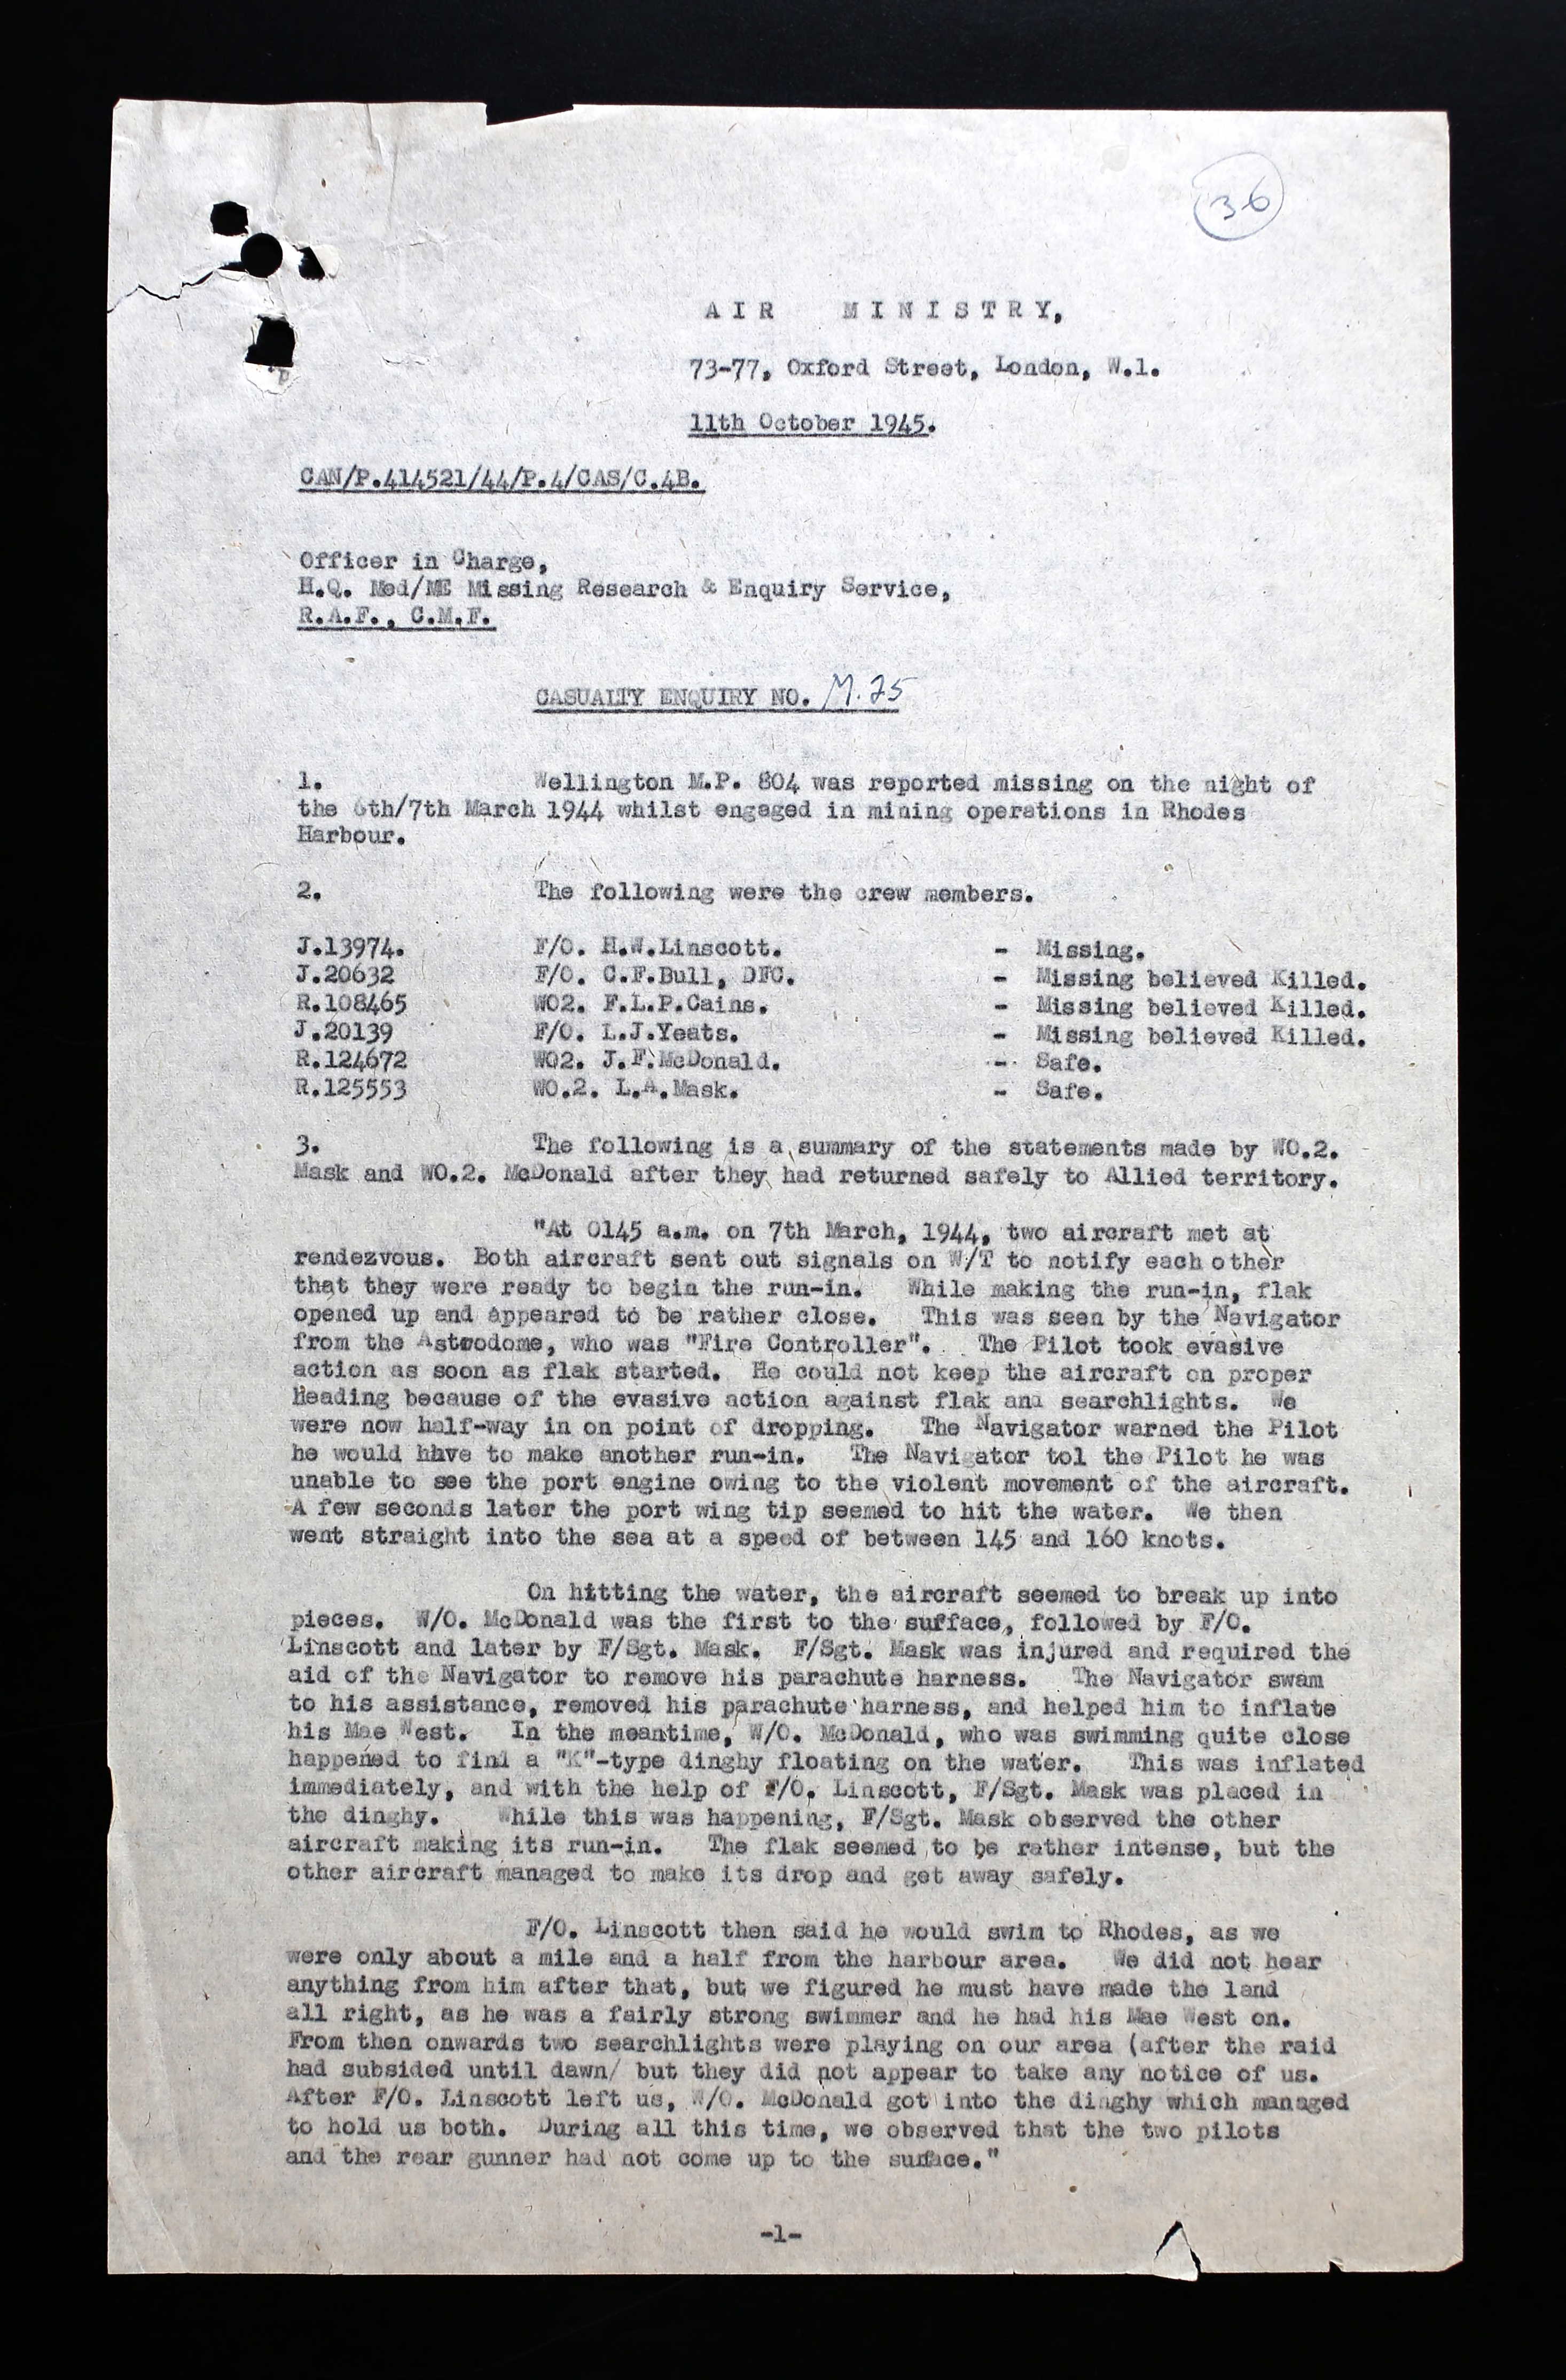 36
AIR MINISTRY,
73-77, Oxford Street, London, W.1.
11th October 1945.
CAN/P.414521/44/P.4/CAS/C.4B.
Officer in Charge,
H.Q. Med/ME Missing Research & Enquiry Service,
R.A.F., C.M.F.
CASUALTY ENQUIRY NO. M.25
1. Wellington M.P. 804 was reported missing on the night of
the 6th/7th March 1944 whilst engaged in mining operations in Rhodes
Harbour.
2. The following were the crew members.
J.13974. F/O. H.W.Linscott. - Missing.
J.20632 F/O. C.F.Bull, DFC. - Missing believed Killed.
R.108465 WO2. F.L.P.Cains. - Missing believed Killed.
J.20139 F/O. L.J.Yeats. - Missing believed Killed.
R.124672 WO2. J.F.McDonald. - Safe.
R.125553 WO.2. L.A.Mask. - Safe.
3. The following is a summary of the statements made by WO.2.
Mask and WO.2. McDonald after they had returned safely to Allied territory.
"At 0145 a.m. on 7th March, 1944, two aircraft met at
rendezvous. Both aircraft sent out signals on W/T to notify each other
that they were ready to begin the run-in. While making the run-in, flak
opened up and appeared to be rather close. This was seen by the Navigator
from the Astrodome, who was "Fire Controller". The Pilot took evasive
action as soon as flak started. He could not keep the aircraft on proper
heading because of the evasive action against flak and searchlights. We
were now half-way in on point of dropping. The Navigator warned the Pilot
he would have to make another run-in. The Navigator tol the Pilot he was
unable to see the port engine owing to the violent movement of the aircraft.
A few seconds later the port wing tip seemed to hit the water. We then
went straight into the sea at a speed of between 145 and 160 knots.
On hitting the water, the aircraft seemed to break up into
pieces. W/O. McDonald was the first to the surface, followed by F/O.
Linscott and later by F/Sgt. Mask. F/Sgt. Mask was injured and required the
aid of the Navigator to remove his parachute harness. The Navigator swam
to his assistance, removed his parachute harness, and helped him to inflate
his Mae West. In the meantime, W/O. McDonald, who was swimming quite close
happened to find a "K"-type dinghy floating on the water. This was inflated
immediately, and with the help of F/O. Linscott, F/Sgt. Mask was placed in
the dinghy. While this was happening, F/Sgt. Mask observed the other
aircraft making its run-in. The flak seemed to be rather intense, but the
other aircraft managed to make its drop and get away safely.
F/O. Linscott then said he would swim to Rhodes, as we
were only about a mile and a half from the harbour area. We did not hear
anything from him after that, but we figured he must have made the land
all right, as he was a fairly strong swimmer and he had his Mae West on.
From then onwards two searchlights were playing on our area (after the raid
had subsided until dawn/ but they did not appear to take any notice of us.
After F/O. Linscott left us, W/O. McDonald got into the dinghy which managed
to hold us both. During all this time, we observed that the two pilots
and the rear gunner had not come up to the surface."
-1-